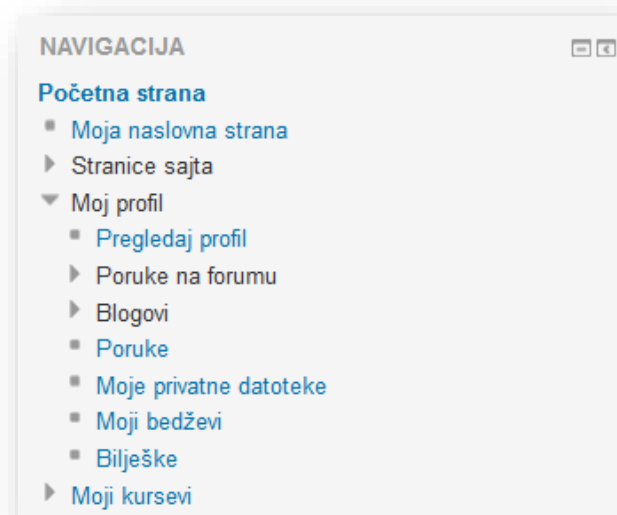 NAVIGACIJA
Početna strana
Moja naslovna strana
Stranice sajta
Moj profil
Pregledaj profil
Poruke na forumu
Blogovi
Poruke
Moje privatne datoteke
Moji bedževi
Bilješke
Moji kursevi